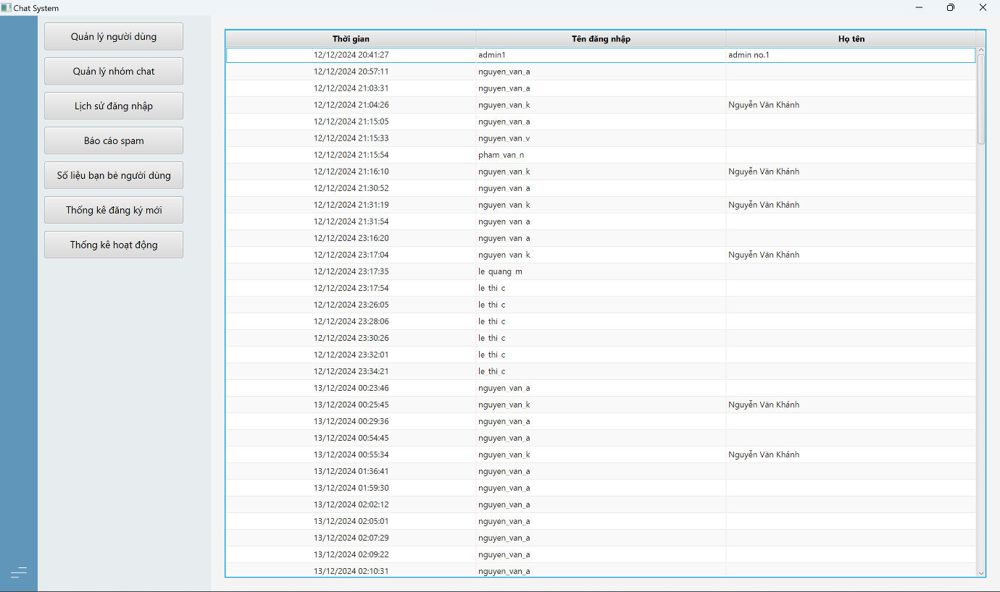 Chat System
Quản lý người dùng
Quản lý nhóm chat
Lịch sử đăng nhập
Báo cáo spam
Số liệu bạn bè người dùng
Thống kê đăng ký mới
Thống kê hoạt động
Thời gian Tên đăng nhập Họ tên
12/12/2024 20:41:27 admin1 admin no.1
12/12/2024 20:57:11 nguyen_van_a
12/12/2024 21:03:31 nguyen_van_a
12/12/2024 21:04:26 nguyen_van_k Nguyễn Văn Khánh
12/12/2024 21:15:05 nguyen_van_a
12/12/2024 21:15:33 nguyen_van_v
12/12/2024 21:15:54 pham_van_n
12/12/2024 21:16:10 nguyen_van_k Nguyễn Văn Khánh
12/12/2024 21:30:52 nguyen_van_a
12/12/2024 21:31:19 nguyen_van_k Nguyễn Văn Khánh
12/12/2024 21:31:54 nguyen_van_a
12/12/2024 23:16:20 nguyen_van_a
12/12/2024 23:17:04 nguyen_van_k Nguyễn Văn Khánh
12/12/2024 23:17:35 le_quang_m
12/12/2024 23:17:54 le_thi_c
12/12/2024 23:26:05 le_thi_c
12/12/2024 23:28:06 le_thi_c
12/12/2024 23:30:26 le_thi_c
12/12/2024 23:32:01 le_thi_c
12/12/2024 23:34:21 le_thi_c
13/12/2024 00:23:46 nguyen_van_a
13/12/2024 00:25:45 nguyen_van_k Nguyễn Văn Khánh
13/12/2024 00:29:36 nguyen_van_a
13/12/2024 00:54:45 nguyen_van_a
13/12/2024 00:55:34 nguyen_van_k Nguyễn Văn Khánh
13/12/2024 01:36:41 nguyen_van_a
13/12/2024 01:59:30 nguyen_van_a
13/12/2024 02:02:12 nguyen_van_a
13/12/2024 02:05:01 nguyen_van_a
13/12/2024 02:07:29 nguyen_van_a
13/12/2024 02:09:22 nguyen_van_a
13/12/2024 02:10:31 nguyen_van_a